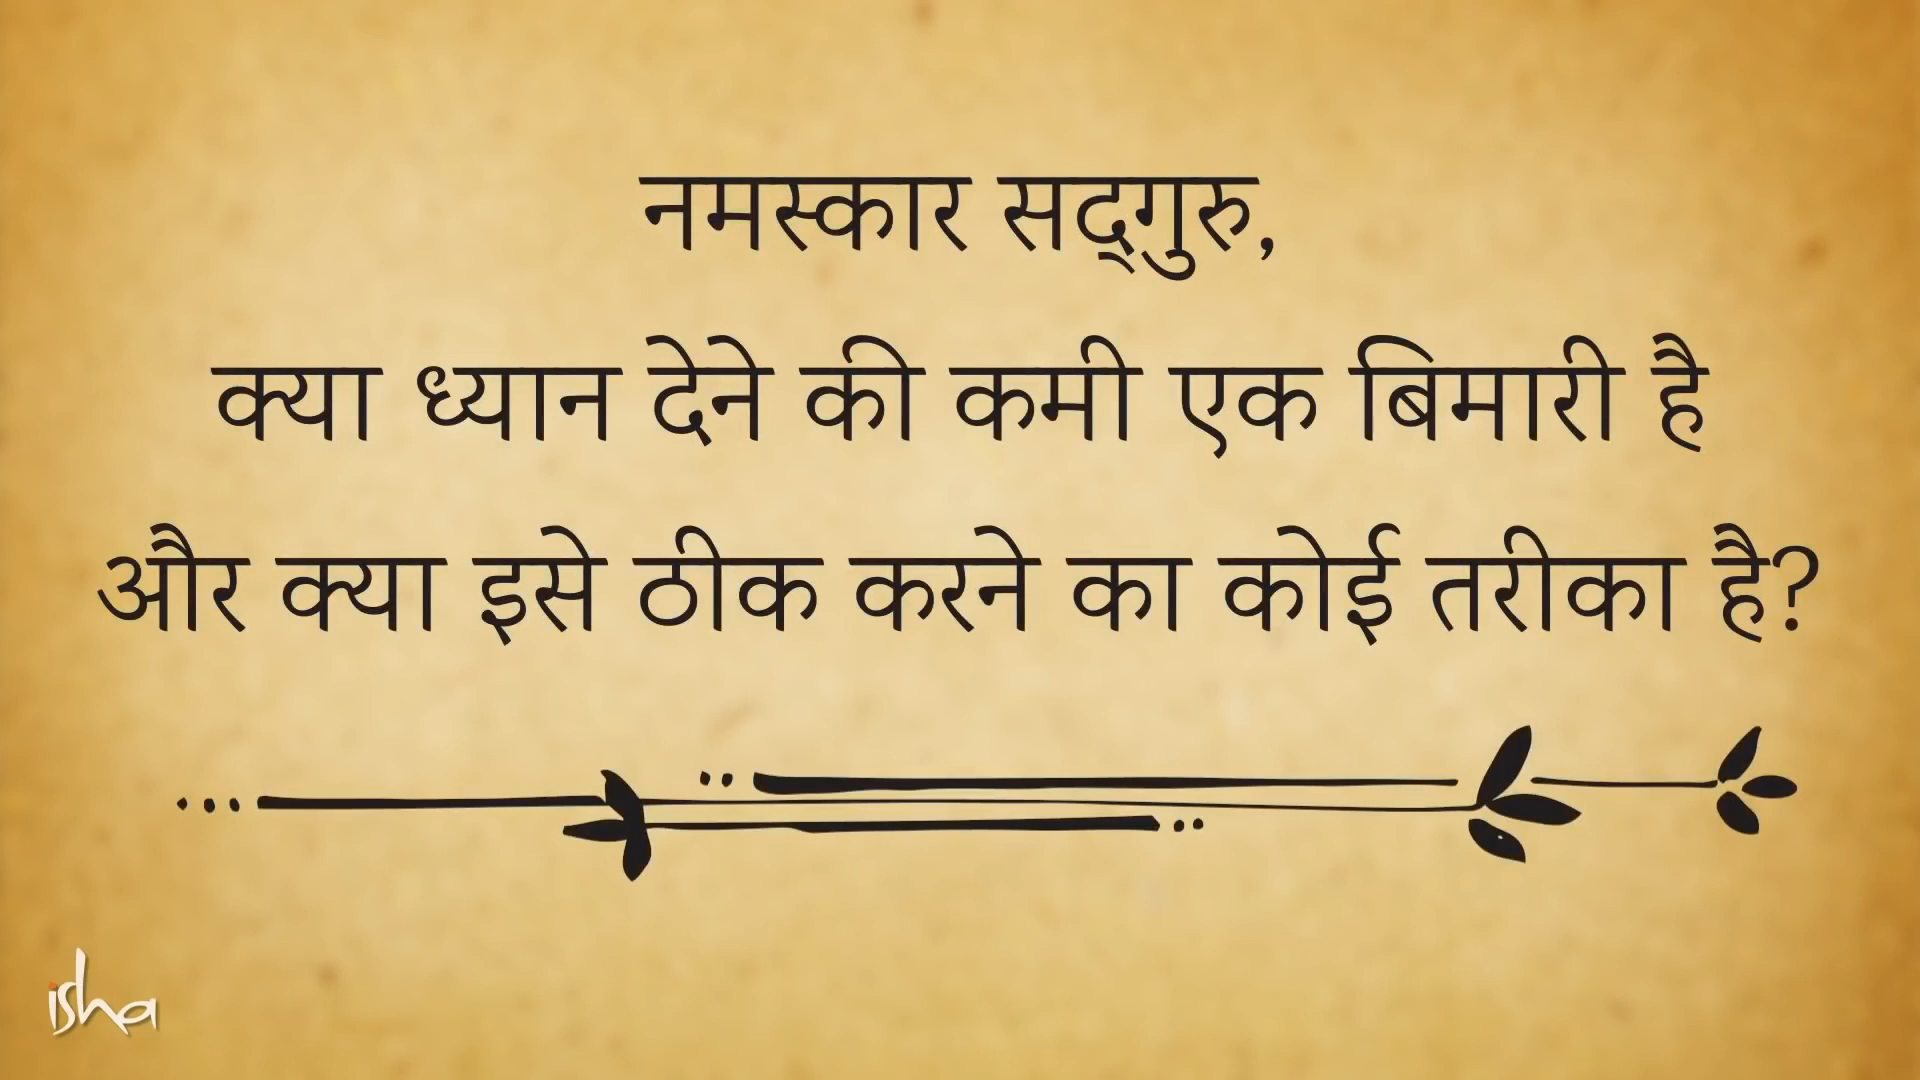 नमस्कार सद्‌गुरु,
क्या ध्यान देने की कमी एक बिमारी है
और क्या इसे ठीक करने का कोई तरीका है?
isha